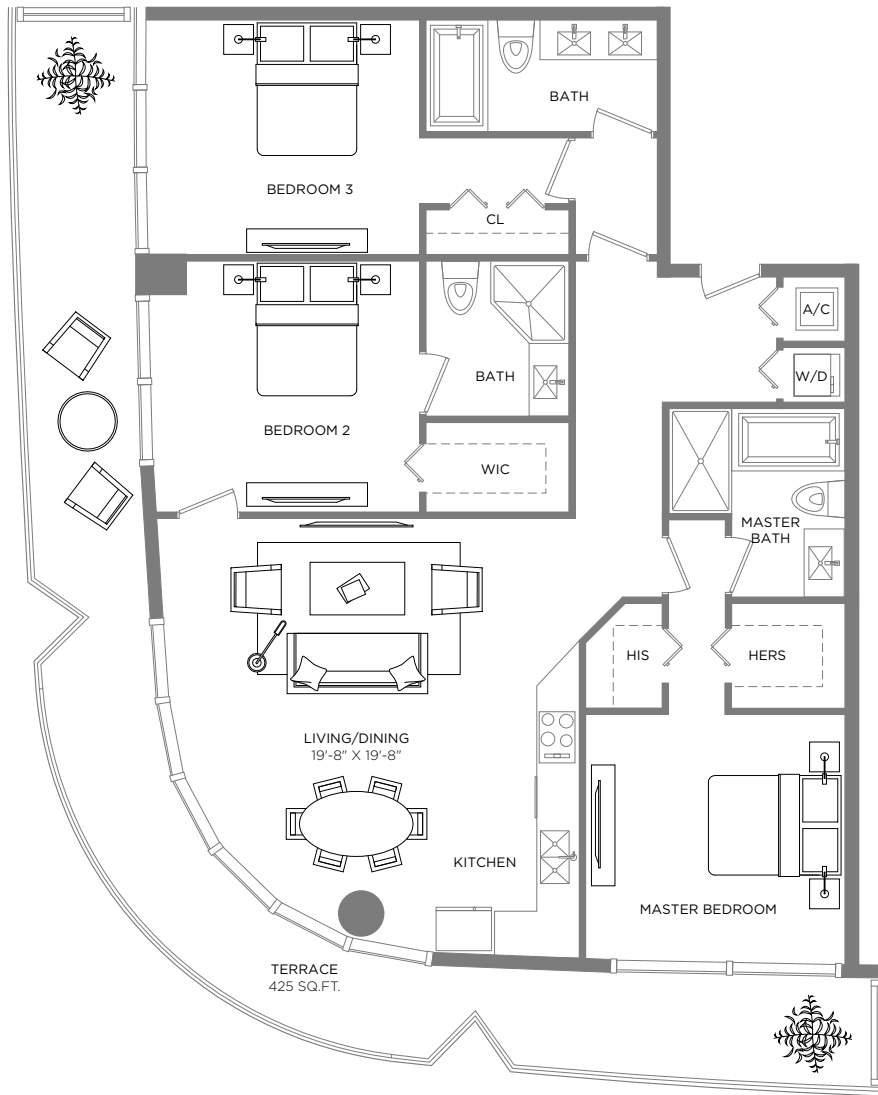 BATH
BEDROOM 3
CL
A/C
W/D
BATH
BEDROOM 2
WIC
MASTER
BATH
HIS
HERS
LIVING/DINING
19'-8" X 19'-8"
KITCHEN
MASTER BEDROOM
TERRACE
425 SQ.FT.